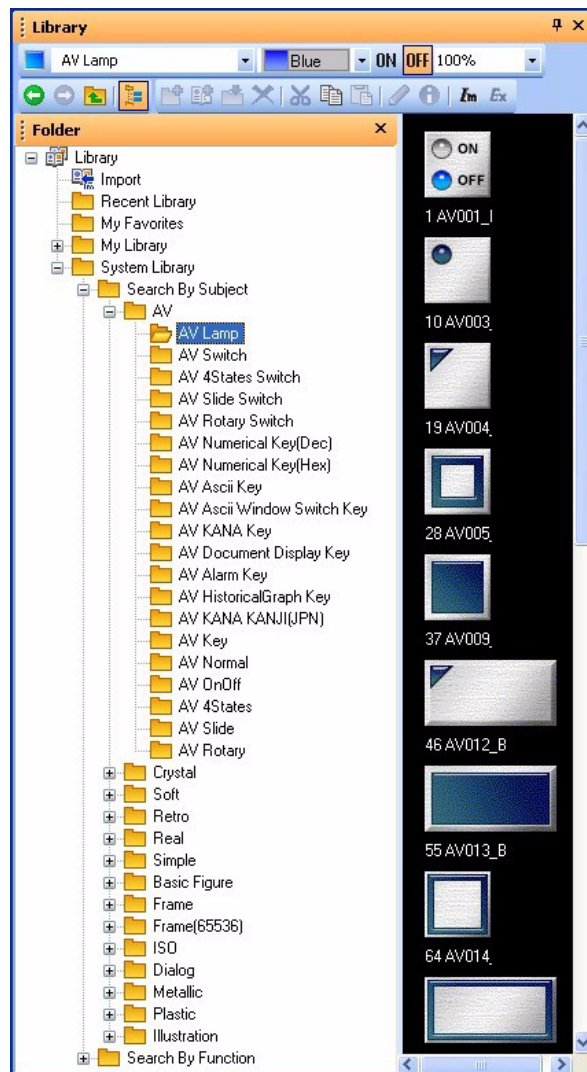 Library
AV Lamp Blue ON OFF 100%
Im Ex
Folder
Library
Import
Recent Library
My Favorites
My Library
System Library
Search By Subject
AV
AV Lamp
AV Switch
AV 4States Switch
AV Slide Switch
AV Rotary Switch
AV Numerical Key(Dec)
AV Numerical Key(Hex)
AV Ascii Key
AV Ascii Window Switch Key
AV KANA Key
AV Document Display Key
AV Alarm Key
AV HistoricalGraph Key
AV KANA KANJI(JPN)
AV Key
AV Normal
AV OnOff
AV 4States
AV Slide
AV Rotary
Crystal
Soft
Retro
Real
Simple
Basic Figure
Frame
Frame(65536)
ISO
Dialog
Metallic
Plastic
Illustration
Search By Function
ON
OFF
1 AV001_
10 AV003_
19 AV004_
28 AV005_
37 AV009_
46 AV012_B
55 AV013_B
64 AV014_